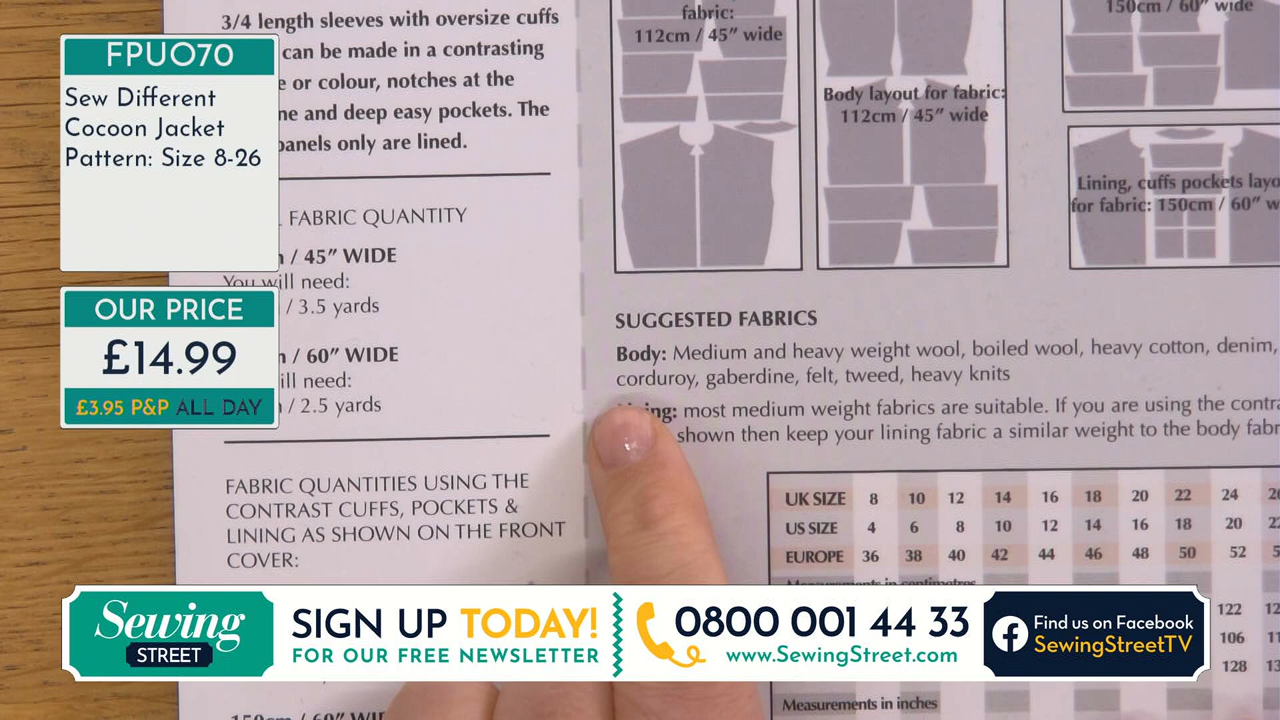 3/4 length sleeves with oversize cuffs
can be made in a contrasting
or colour, notches at the
and deep easy pockets. The
panels only are lined.
FABRIC QUANTITY
/ 45" WIDE
You will need:
/ 3.5 yards
/ 60" WIDE
will need:
/ 2.5 yards
FABRIC QUANTITIES USING THE
CONTRAST CUFFS, POCKETS &
LINING AS SHOWN ON THE FRONT
COVER:
150cm / 60" WIDE
fabric:
112cm / 45" wide
Body layout for fabric:
112cm / 45" wide
150cm / 60" wide
Lining, cuffs pockets
for fabric: 150cm / 60"
SUGGESTED FABRICS
Body: Medium and heavy weight wool, boiled wool, heavy cotton, denim,
corduroy, gaberdine, felt, tweed, heavy knits
Lining: most medium weight fabrics are suitable. If you are using the
shown then keep your lining fabric a similar weight to the body
UK SIZE 8 10 12 14 16 18 20 22 24
US SIZE 4 6 8 10 12 14 16 18 20
EUROPE 36 38 40 42 44 46 48 50 52
Measurements in centimetres
122
106
128
Measurements in inches
FPUO70
Sew Different
Cocoon Jacket
Pattern: Size 8-26
OUR PRICE
£14.99
£3.95 P&P ALL DAY
Sewing
STREET
SIGN UP TODAY!
FOR OUR FREE NEWSLETTER
0800 001 44 33
www.SewingStreet.com
Find us on Facebook
SewingStreetTV